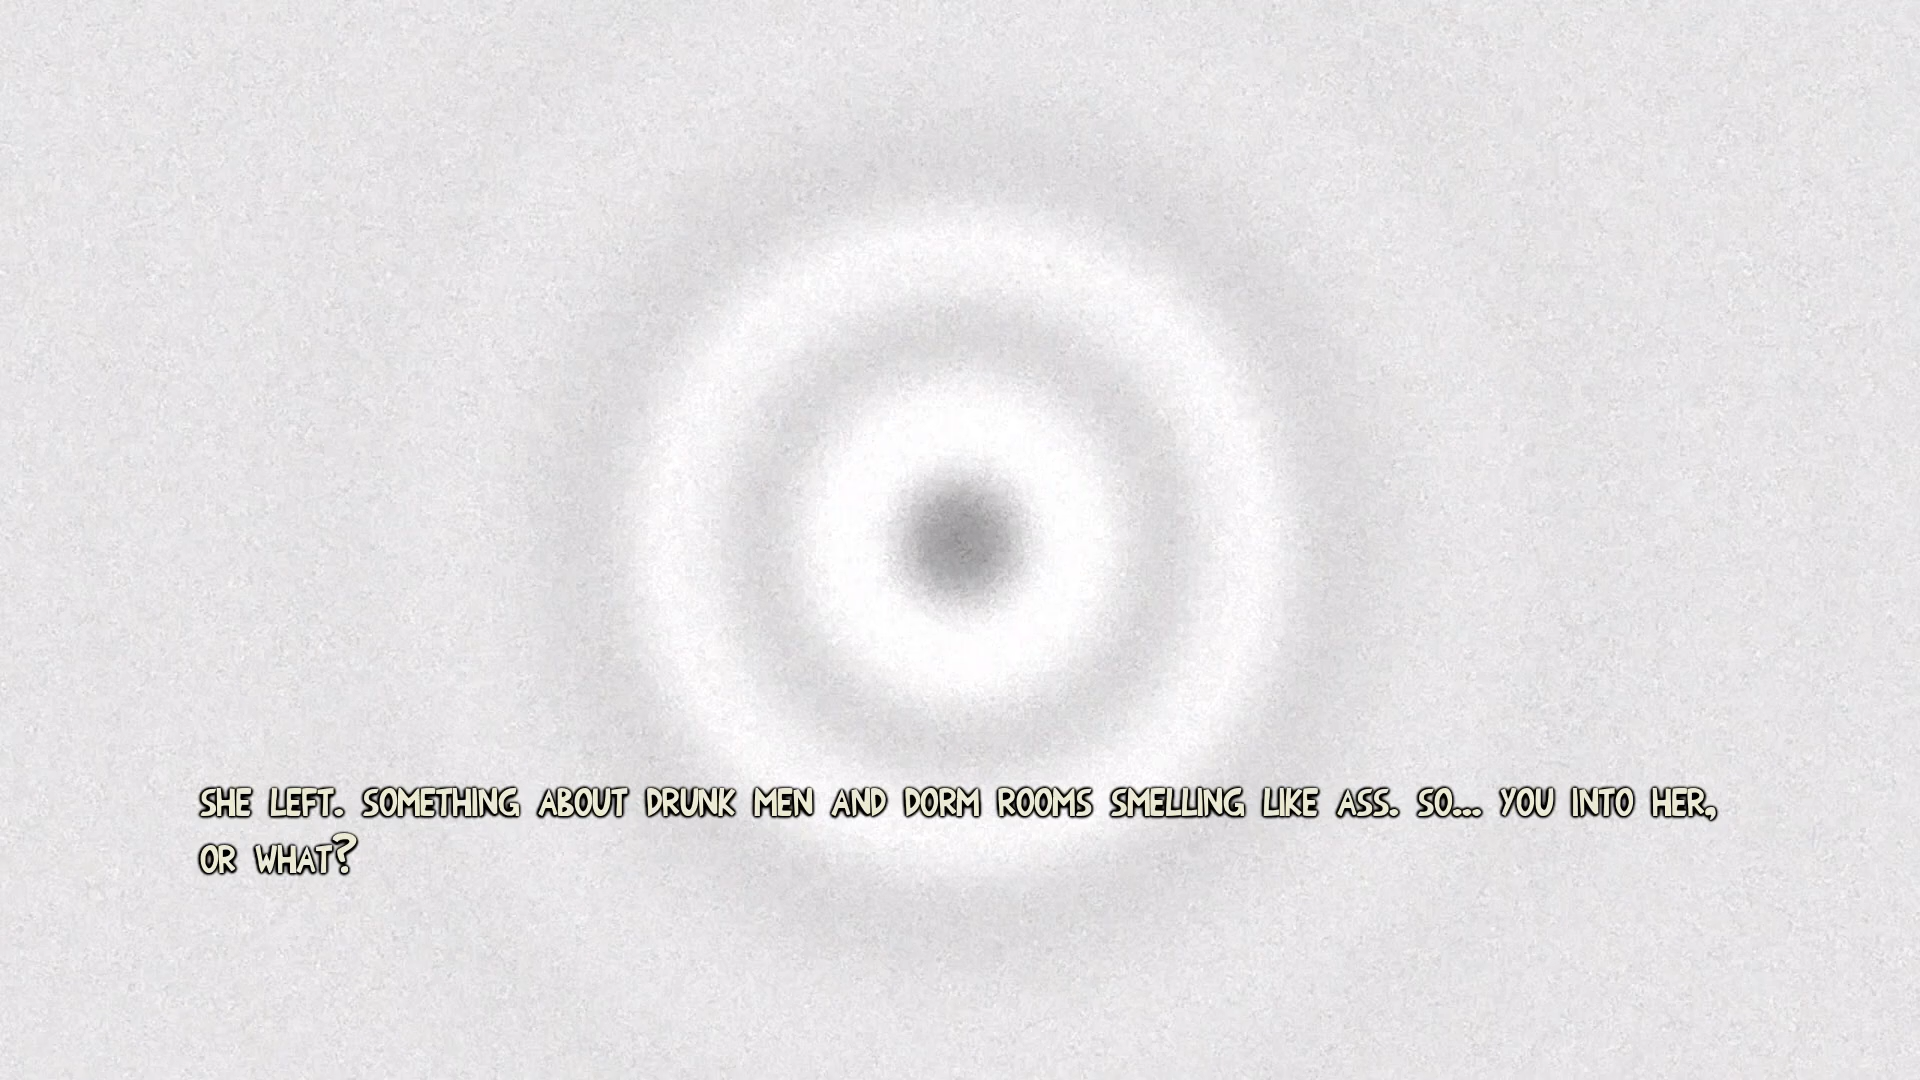 SHE LEFT. SOMETHING ABOUT DRUNK MEN AND DORM ROOMS SMELLING LIKE ASS. SO... YOU INTO HER,
OR WHAT?